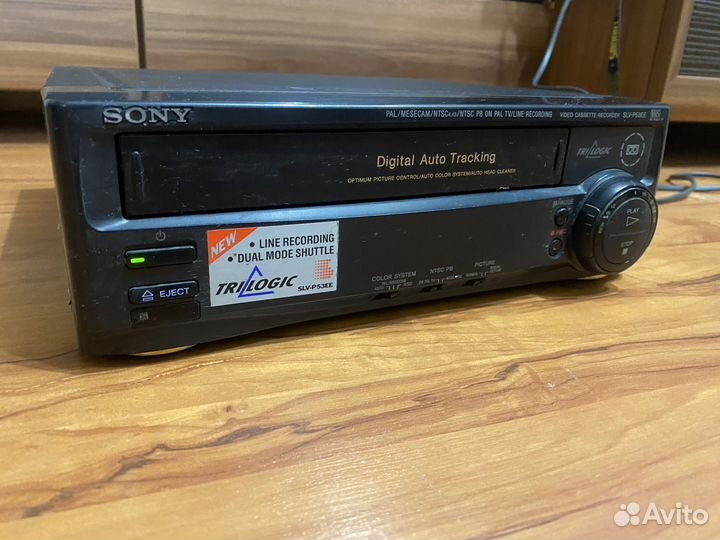 SONY
PAL/MESECAM/NTSC4.43/NTSC PB ON PAL TV/LINE RECORDING VIDEO CASSETTE RECORDER SLV-P53EE VHS
Digital Auto Tracking
OPTIMUM PICTURE CONTROL/AUTO COLOR SYSTEM/AUTO HEAD CLEANER
TRILOGIC
PLAY
STOP
NEW
• LINE RECORDING
• DUAL MODE SHUTTLE
TRILOGIC
SLV-P53EE
EJECT
COLOR SYSTEM
NTSC PB
PICTURE
Avito